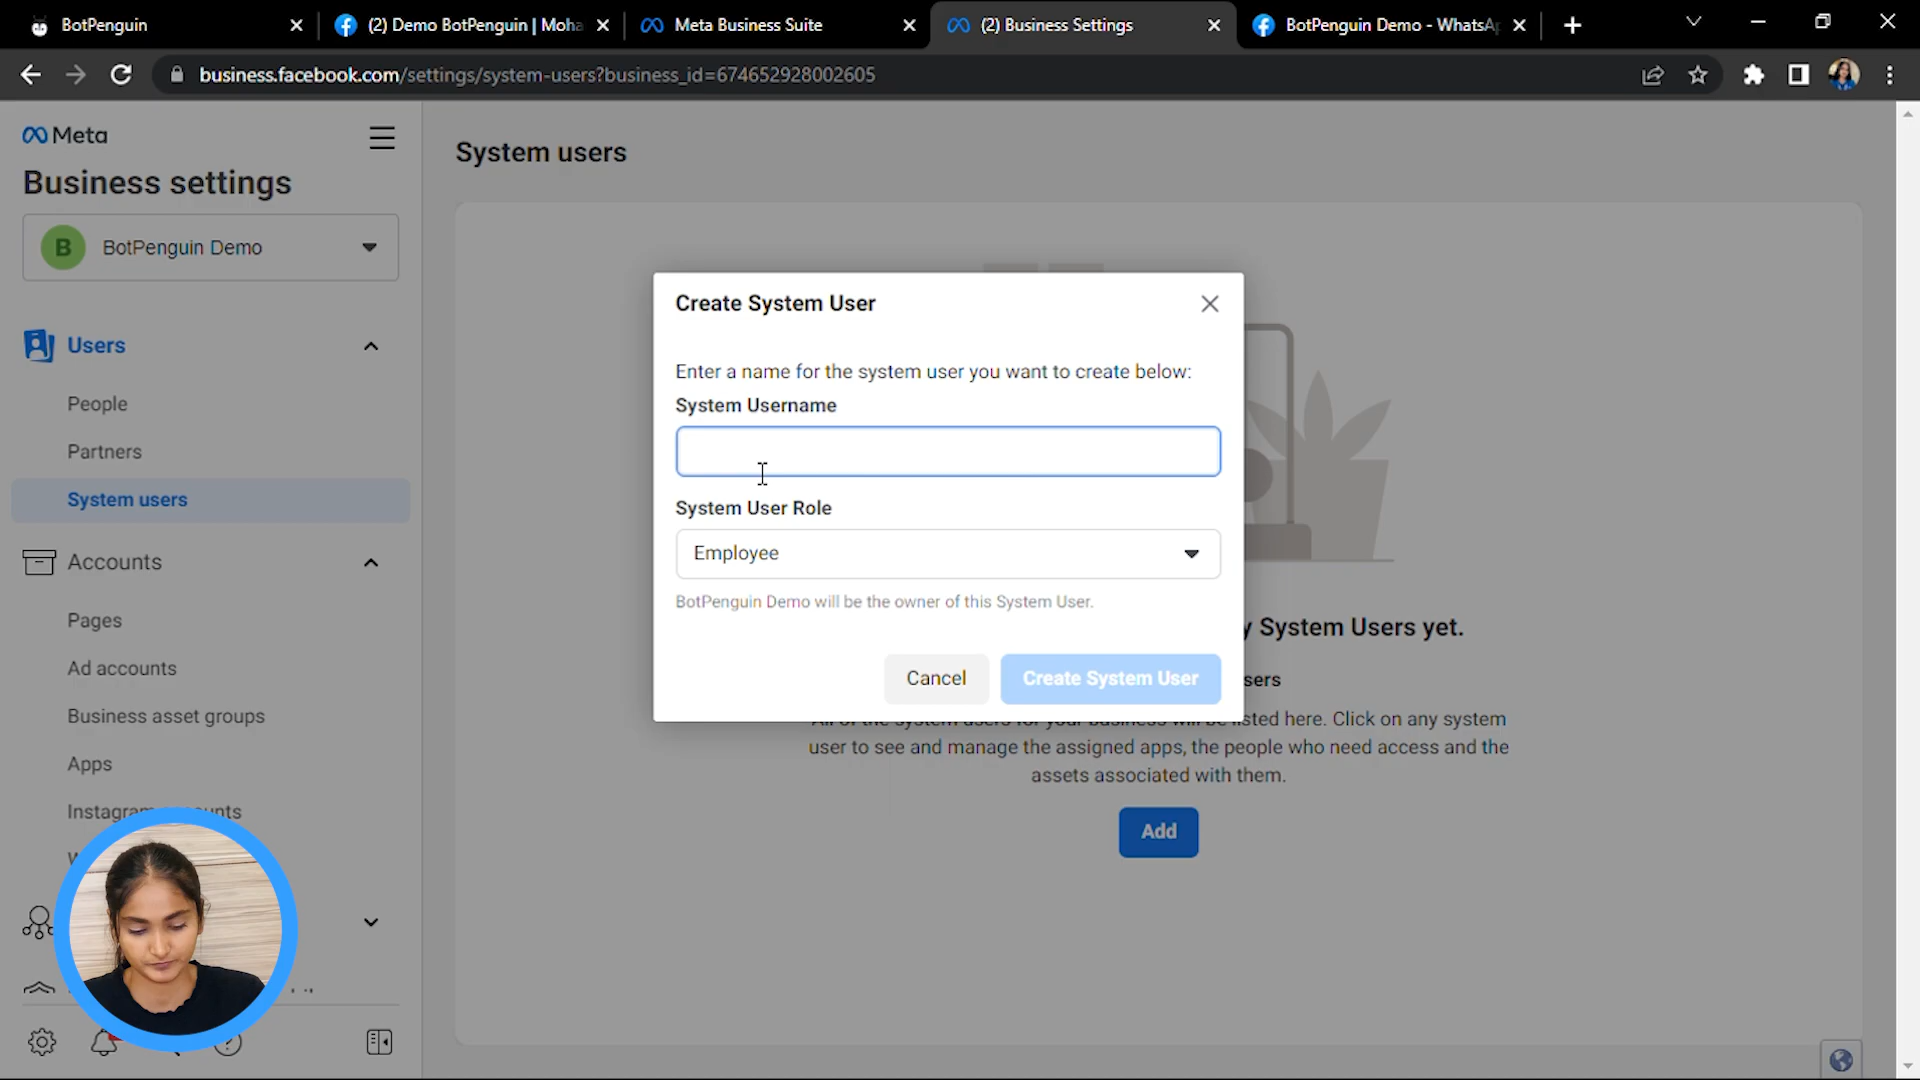 BotPenguin
(2) Demo BotPenguin | Moha
Meta Business Suite
(2) Business Settings
BotPenguin Demo - WhatsAp
business.facebook.com/settings/system-users?business_id=674652928002605
Meta
Business settings
B BotPenguin Demo
Users
People
Partners
System users
Accounts
Pages
Ad accounts
Business asset groups
Apps
System users
Create System User
Enter a name for the system user you want to create below:
System Username
System User Role
Employee
BotPenguin Demo will be the owner of this System User.
Cancel
Create System User
System Users yet.
All of the system users for your business will be listed here. Click on any system
user to see and manage the assigned apps, the people who need access and the
assets associated with them.
Add